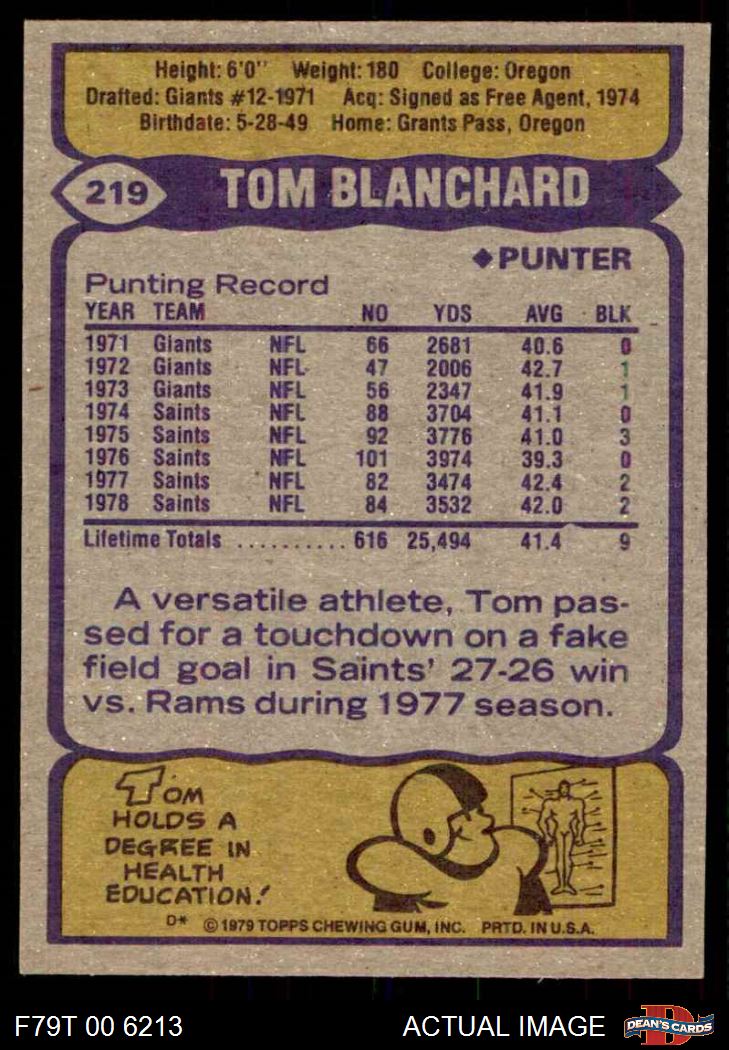 Height: 6'0" Weight: 180 College: Oregon
Drafted: Giants #12-1971 Acq: Signed as Free Agent, 1974
Birthdate: 5-28-49 Home: Grants Pass, Oregon
219 TOM BLANCHARD
◆PUNTER
Punting Record
YEAR TEAM NO YDS AVG BLK
1971 Giants NFL 66 2681 40.6 0
1972 Giants NFL 47 2006 42.7 1
1973 Giants NFL 56 2347 41.9 1
1974 Saints NFL 88 3704 41.1 0
1975 Saints NFL 92 3776 41.0 3
1976 Saints NFL 101 3974 39.3 0
1977 Saints NFL 82 3474 42.4 2
1978 Saints NFL 84 3532 42.0 2
Lifetime Totals .......... 616 25,494 41.4 9
A versatile athlete, Tom pas-
sed for a touchdown on a fake
field goal in Saints' 27-26 win
vs. Rams during 1977 season.
TOM
HOLDS A
DEGREE IN
HEALTH
EDUCATION!
D* © 1979 TOPPS CHEWING GUM, INC. PRTD. IN U.S.A.
F79T 00 6213 ACTUAL IMAGE D DEAN'S CARDS